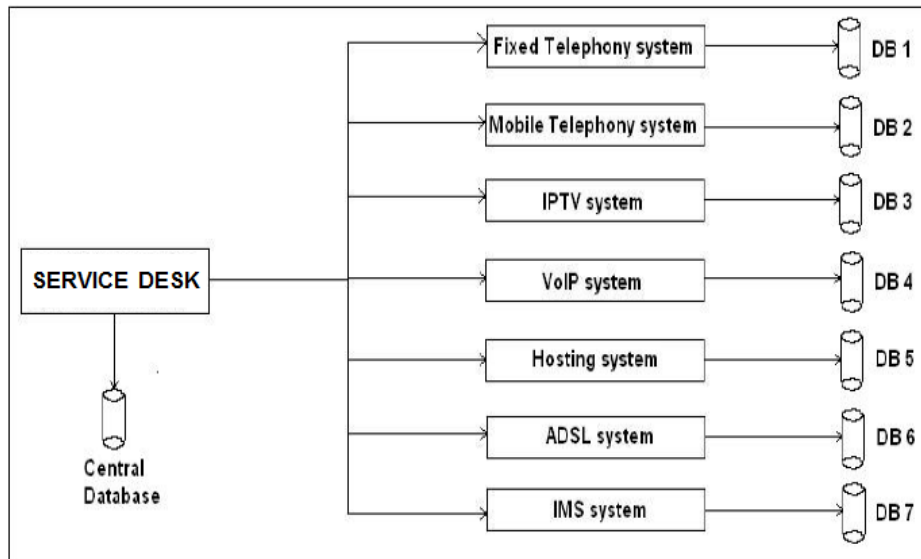 Fixed Telephony system
DB 1
Mobile Telephony system
DB 2
IPTV system
DB 3
SERVICE DESK
VoIP system
DB 4
Hosting system
DB 5
ADSL system
DB 6
Central
Database
IMS system
DB 7